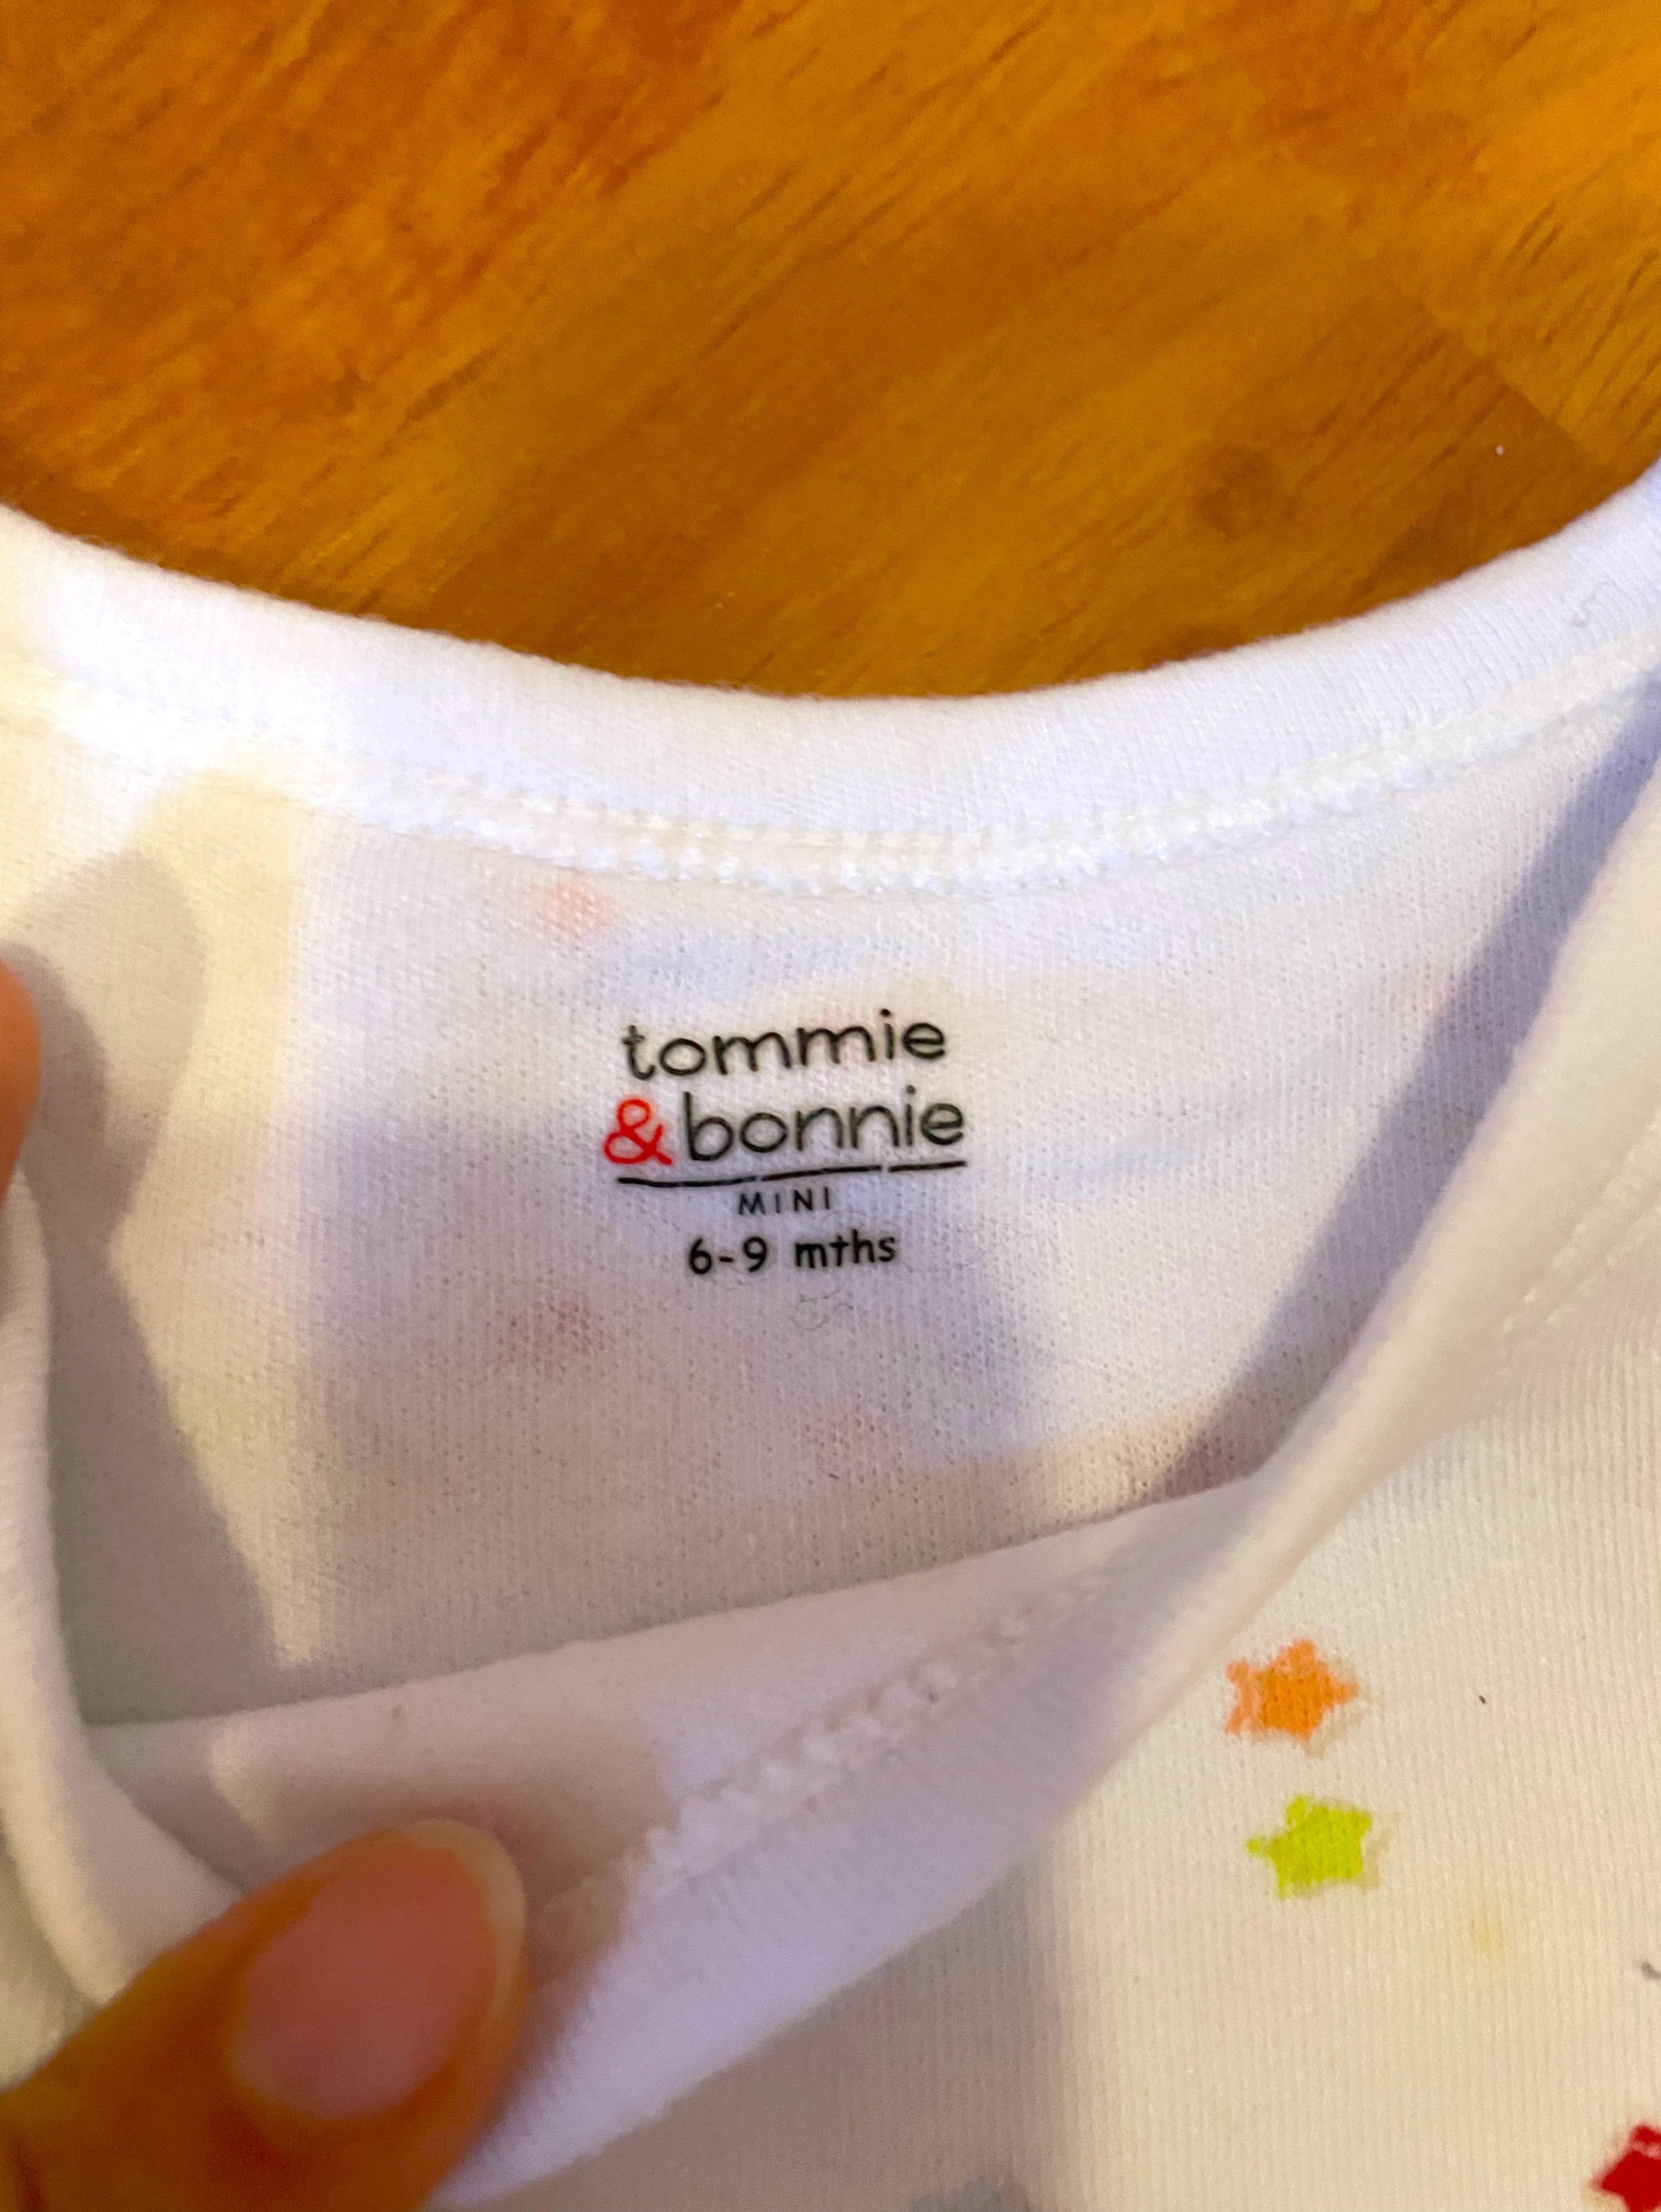 tommie
&bonnie
MINI
6-9 mths